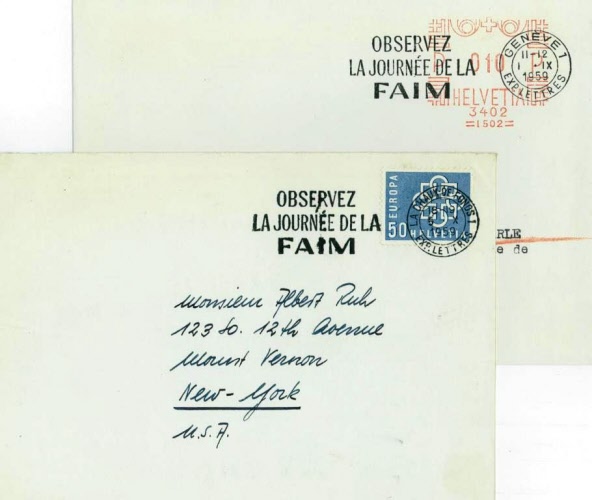 OBSERVEZ
LA JOURNÉE DE LA
FAIM
GENÈVE 1
11-12
1 - IX
1959
EXP. LETTRES
010
HELVETIA
3402
=1502=
RLE
e de
OBSERVEZ
LA JOURNÉE DE LA
FAIM
EUROPA
50 HELVETIA
LA CHAUX-DE-FONDS 1
EXP. LETTRES
Monsieur Albert Ruh
123 So. 12th Avenue
Mount Vernon
New-York
U.S.A.